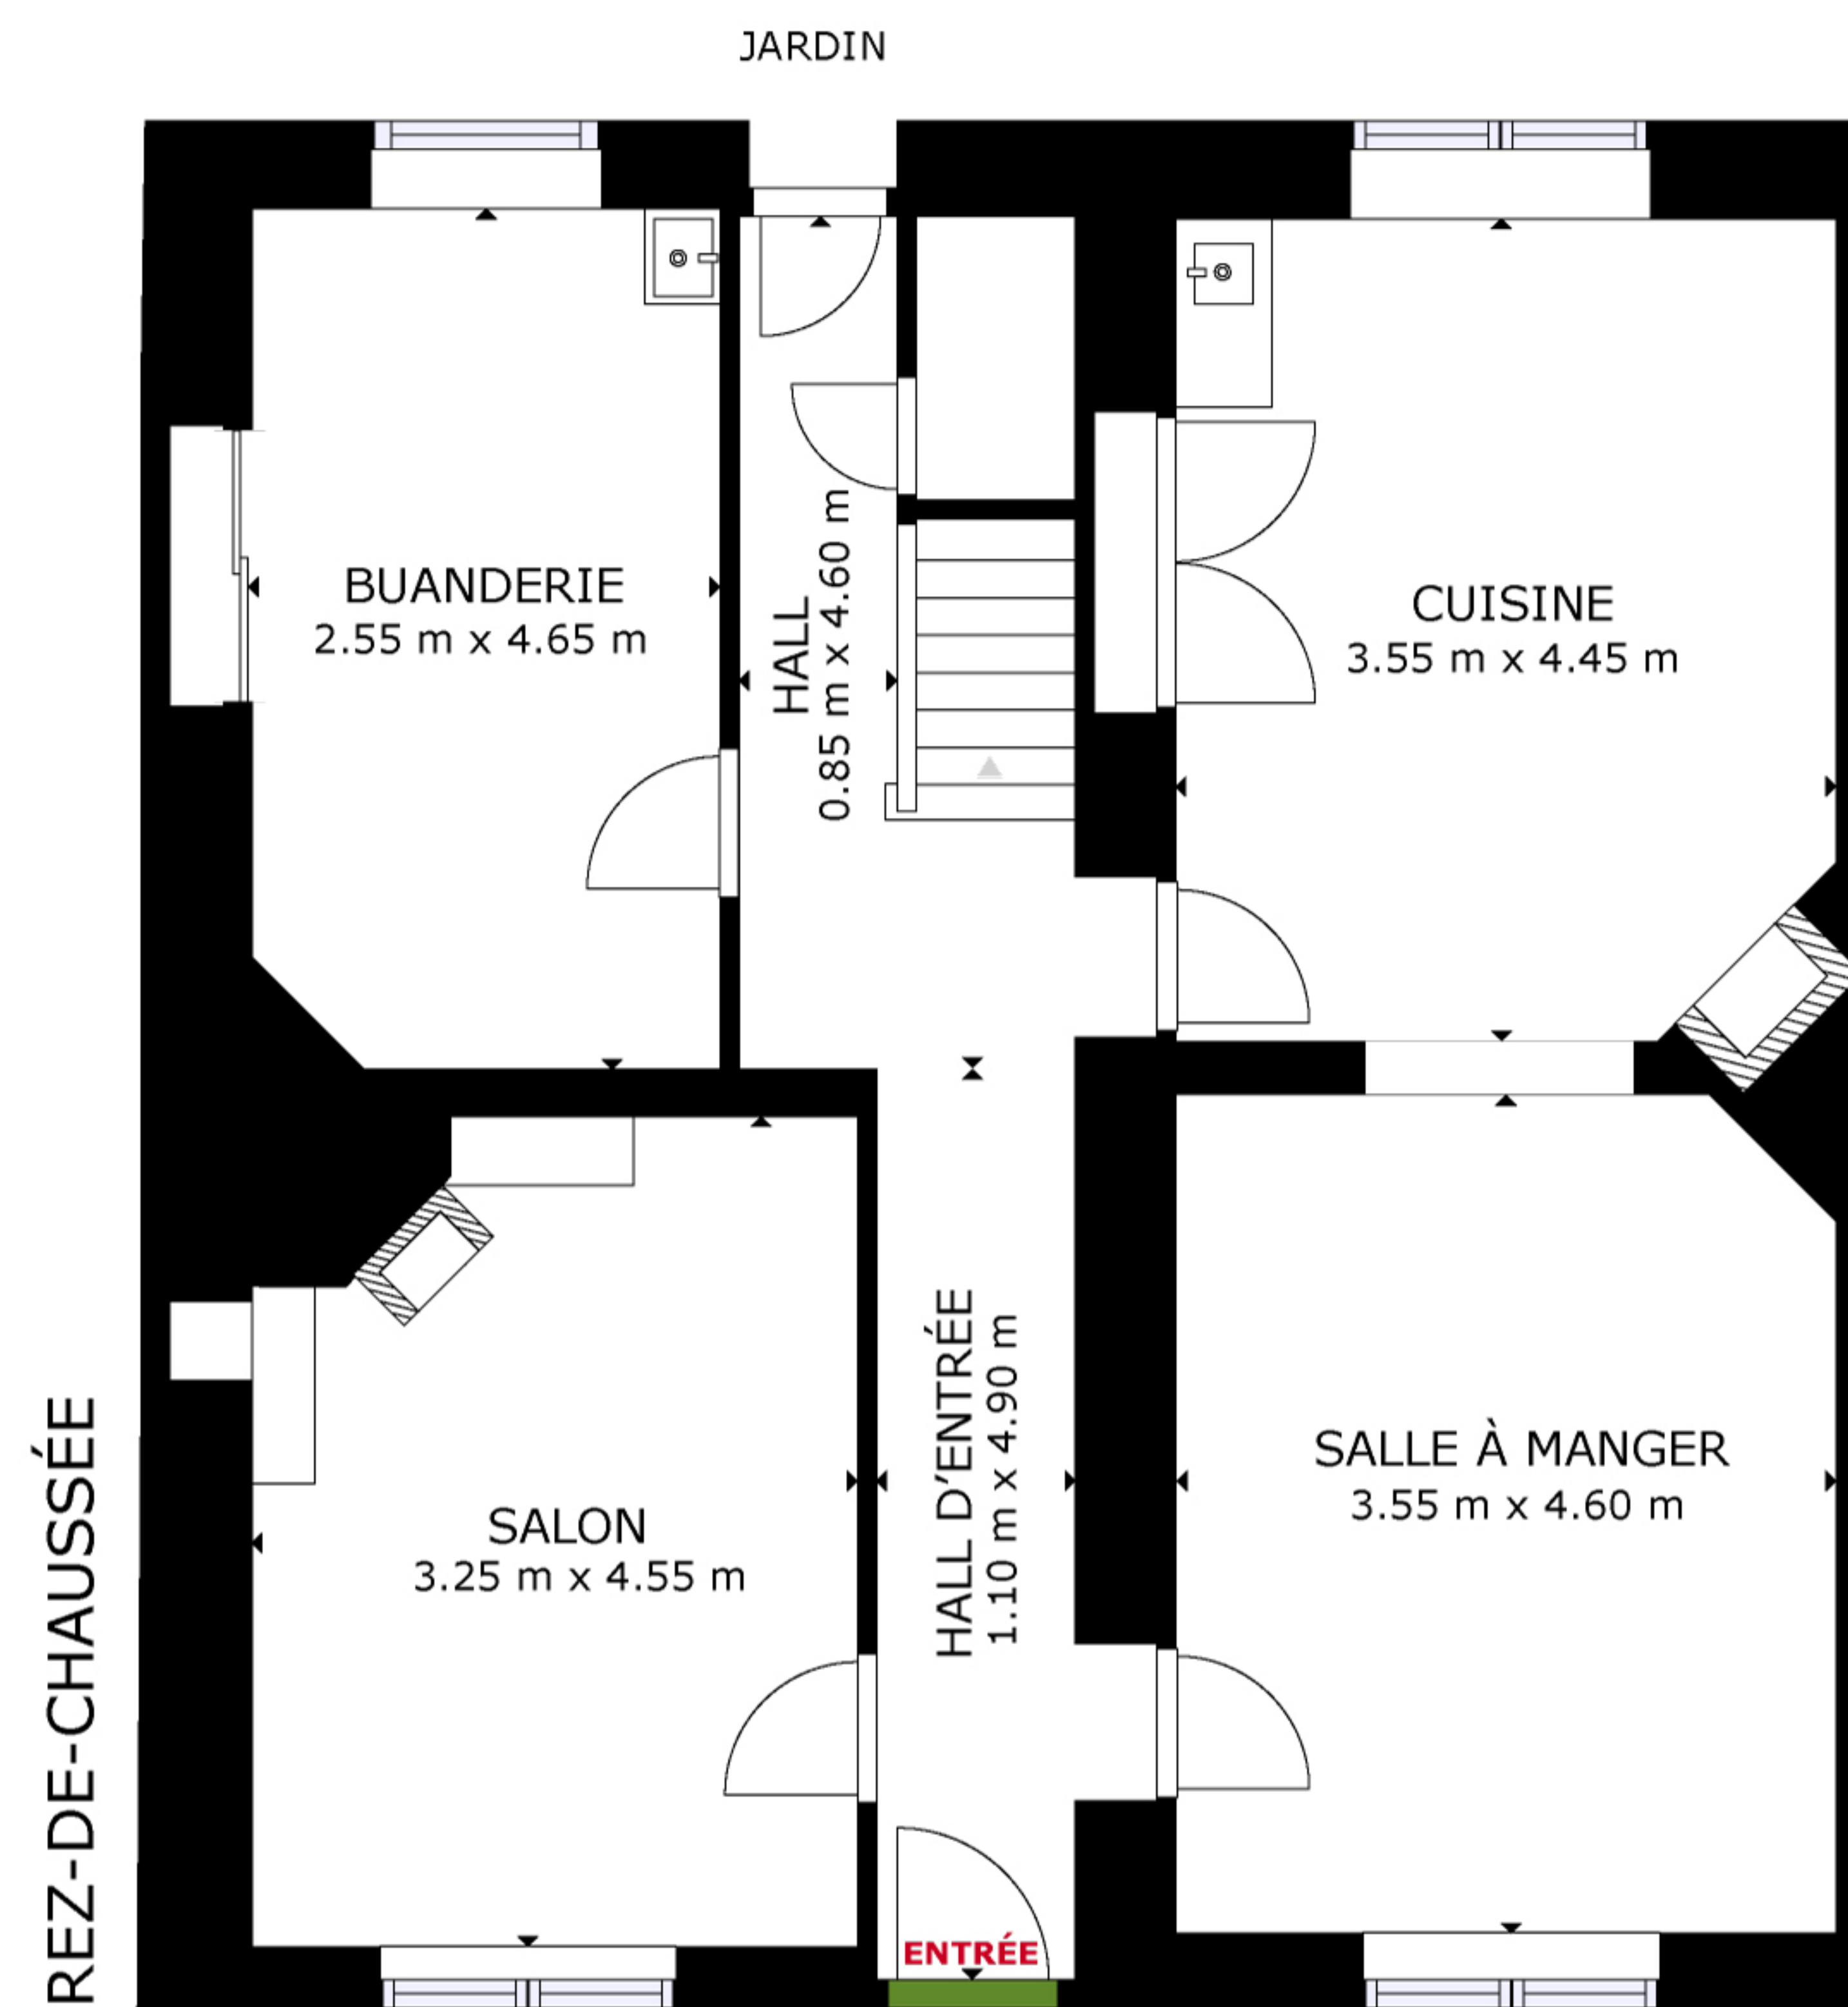 JARDIN
BUANDERIE
2.55 m x 4.65 m
HALL
0.85 m x 4.60 m
CUISINE
3.55 m x 4.45 m
REZ-DE-CHAUSSÉE
SALON
3.25 m x 4.55 m
HALL D'ENTRÉE
1.10 m x 4.90 m
SALLE À MANGER
3.55 m x 4.60 m
ENTRÉE